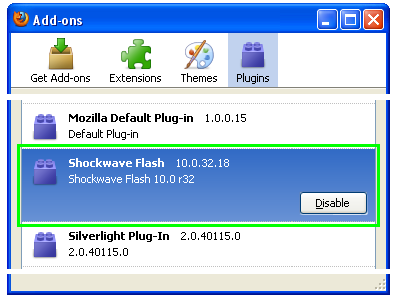 Add-ons
Get Add-ons Extensions Themes Plugins
Mozilla Default Plug-in 1.0.0.15
Default Plug-in
Shockwave Flash 10.0.32.18
Shockwave Flash 10.0 r32
Disable
Silverlight Plug-In 2.0.40115.0
2.0.40115.0